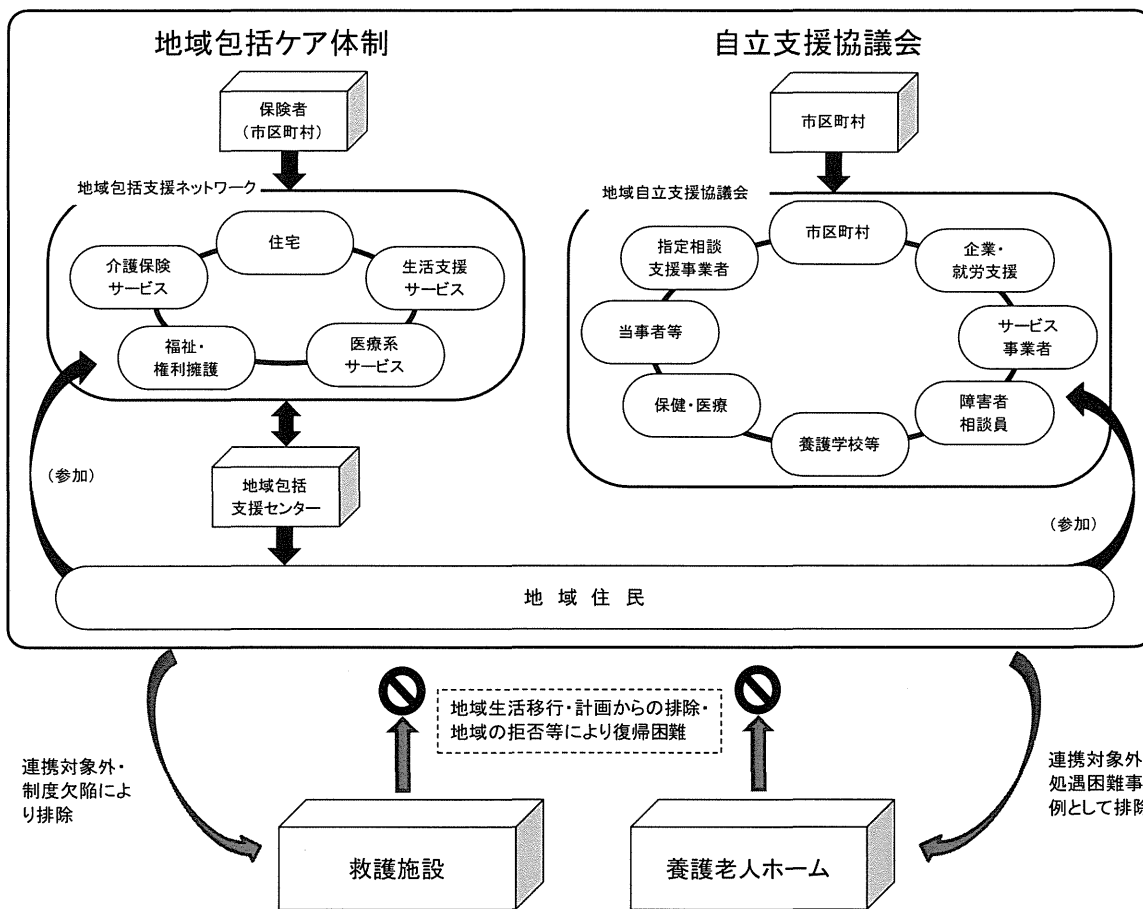 地域包括ケア体制
保険者
(市区町村)
地域包括支援ネットワーク
住宅
介護保険
サービス
生活支援
サービス
福祉・
権利擁護
医療系
サービス
(参加)
地域包括
支援センター
自立支援協議会
市区町村
地域自立支援協議会
市区町村
指定相談
支援事業者
企業・
就労支援
当事者等
サービス
事業者
保健・医療
障害者
相談員
養護学校等
(参加)
地域住民
地域生活移行・計画からの排除・
地域の拒否等により復帰困難
連携対象外・
制度欠陥によ
り排除
連携対象外
処遇困難事
例として排除
救護施設
養護老人ホーム